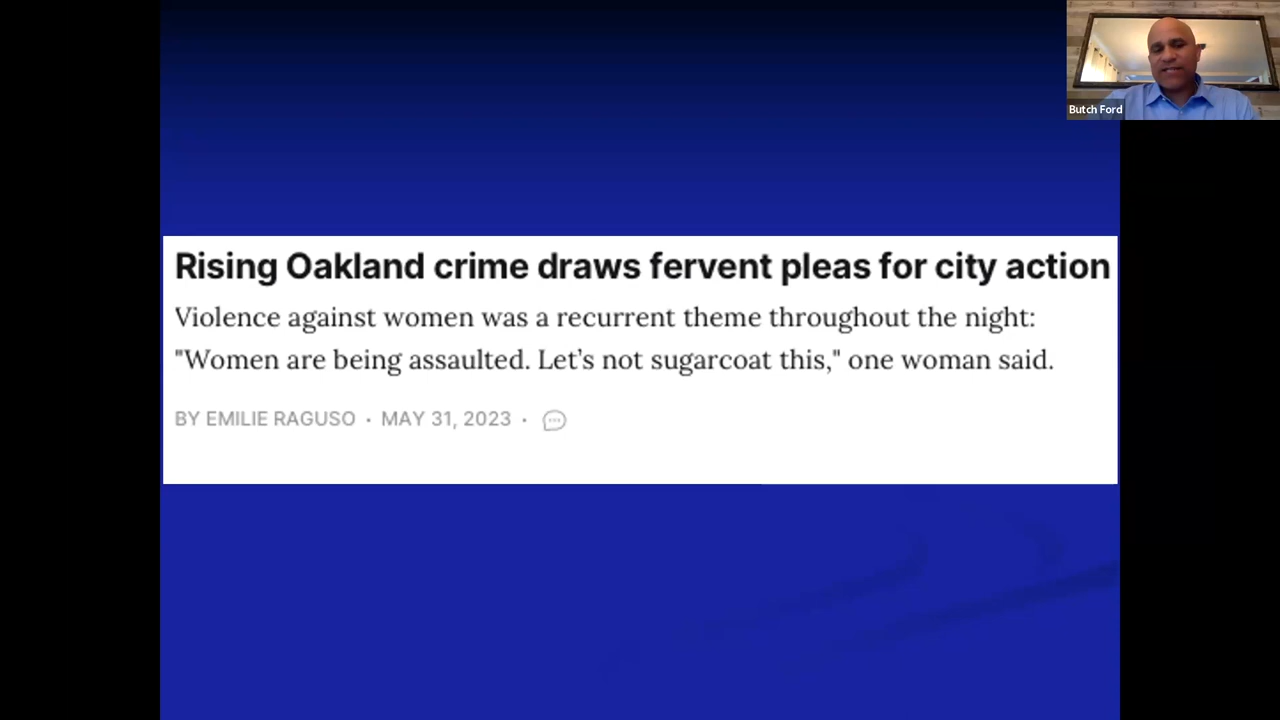 Butch Ford
Rising Oakland crime draws fervent pleas for city action
Violence against women was a recurrent theme throughout the night:
"Women are being assaulted. Let’s not sugarcoat this," one woman said.
BY EMILIE RAGUSO · MAY 31, 2023 ·